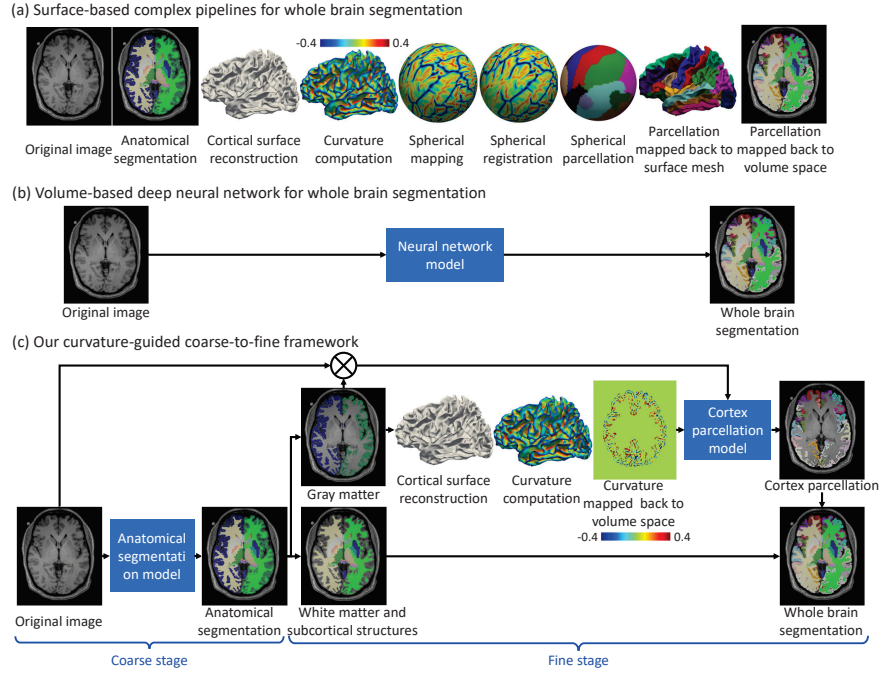 (a) Surface-based complex pipelines for whole brain segmentation
-0.4 0.4
Original image
Anatomical
segmentation
Cortical surface
reconstruction
Curvature
computation
Spherical
mapping
Spherical
registration
Spherical
parcellation
Parcellation
mapped back to
surface mesh
Parcellation
mapped back to
volume space
(b) Volume-based deep neural network for whole brain segmentation
Neural network
model
Original image
Whole brain
segmentation
(c) Our curvature-guided coarse-to-fine framework
Gray matter
Cortical surface
reconstruction
Curvature
computation
Curvature
mapped back to
volume space
-0.4 0.4
Cortex
parcellation
model
Cortex parcellation
Original image
Anatomical
segmentati
on model
Anatomical
segmentation
White matter and
subcortical structures
Whole brain
segmentation
Coarse stage
Fine stage